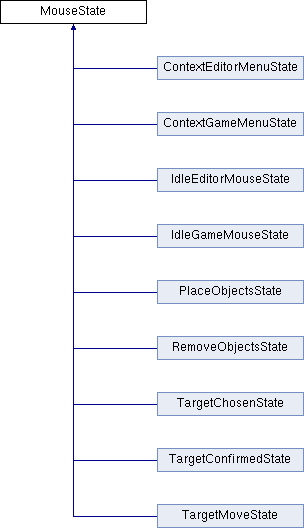 MouseState
ContextEditorMenuState
ContextGameMenuState
IdleEditorMouseState
IdleGameMouseState
PlaceObjectsState
RemoveObjectsState
TargetChosenState
TargetConfirmedState
TargetMoveState